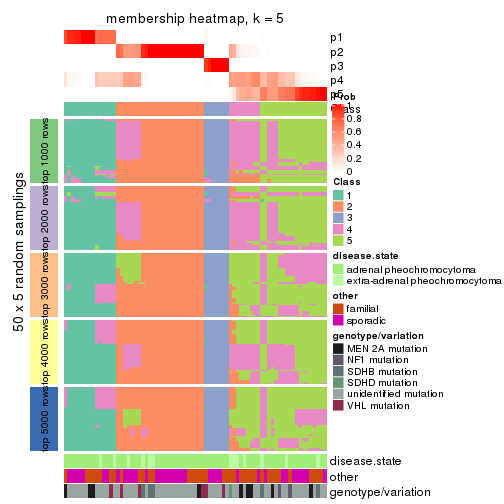 membership heatmap, k = 5
p1
p2
p3
p4
p5
Prob
1
0.8
0.6
0.4
0.2
0
Class
Class
1
2
3
4
5
50 x 5 random samplings
top 1000 rows
top 2000 rows
top 3000 rows
top 4000 rows
top 5000 rows
disease.state
adrenal pheochromocytoma
extra-adrenal pheochromocytoma
other
familial
sporadic
genotype/variation
MEN 2A mutation
NF1 mutation
SDHB mutation
SDHD mutation
unidentified mutation
VHL mutation
disease.state
other
genotype/variation